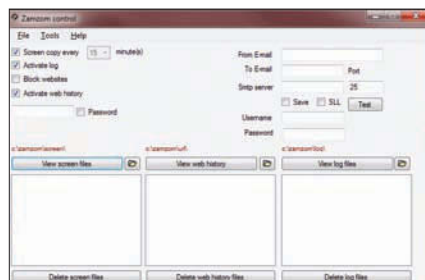 Zamzom control
File Tools Help
Screen copy every 15 minute(s)
Activate log
Block websites
Activate web history
Password
From E-mail
To E-mail
Port
Smtp server
25
Save SLL Test
Username
Password
c:\zamzom\screen\
c:\zamzom\url\
c:\zamzom\log\
View screen files
View web history
View log files
Delete screen files
Delete web history files
Delete log files